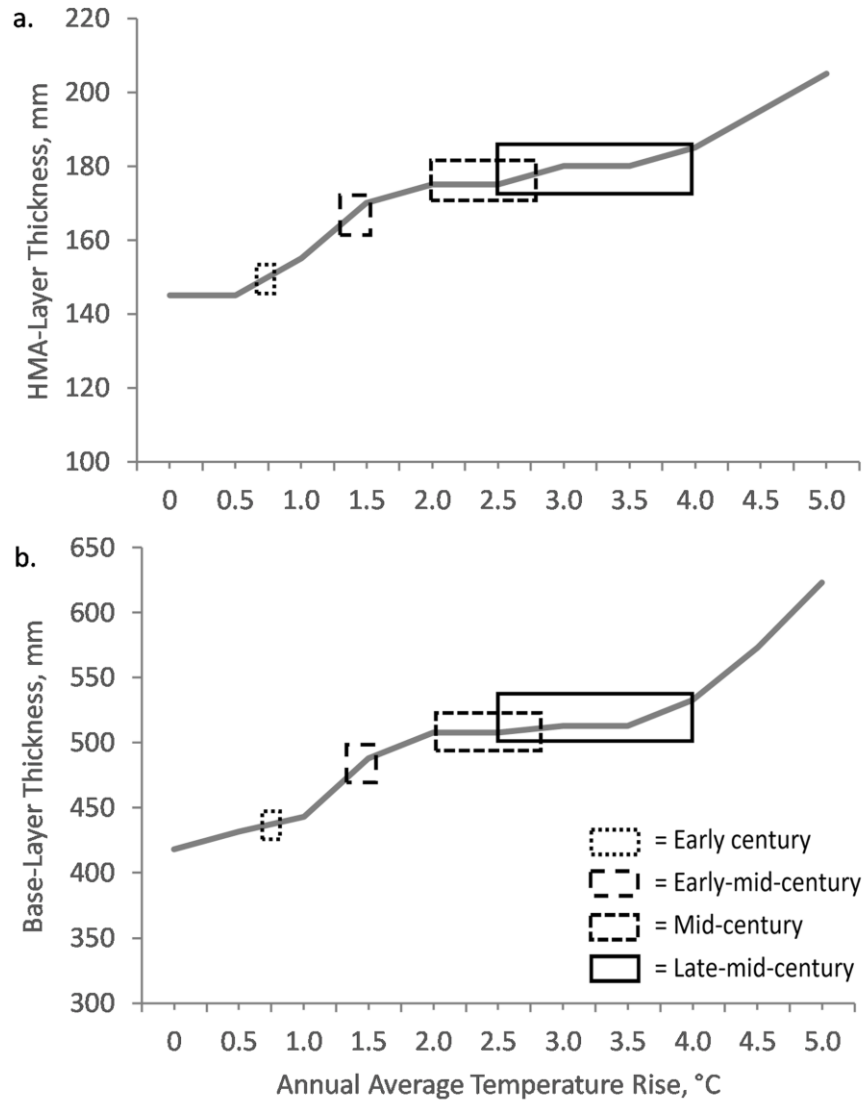 a.
HMA-Layer Thickness, mm
220
200
180
160
140
120
100
0 0.5 1.0 1.5 2.0 2.5 3.0 3.5 4.0 4.5 5.0
b.
Base-Layer Thickness, mm
650
600
550
500
450
400
350
300
= Early century
= Early-mid-century
= Mid-century
= Late-mid-century
0 0.5 1.0 1.5 2.0 2.5 3.0 3.5 4.0 4.5 5.0
Annual Average Temperature Rise, °C